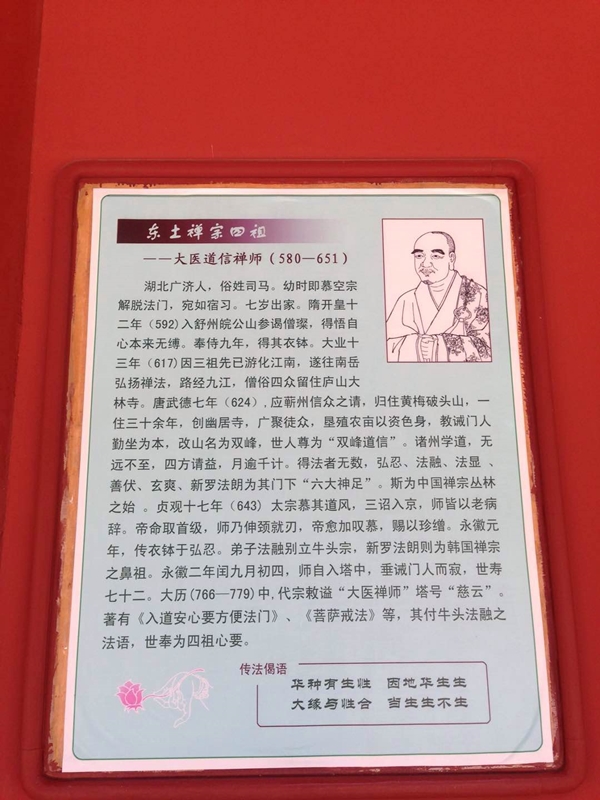 东土禅宗四祖
——大医道信禅师（580—651）
湖北广济人，俗姓司马。幼时即慕空宗
解脱法门，宛如宿习。七岁出家。隋开皇十
二年（592)入舒州皖公山参谒僧璨，得悟自
心本来无缚。奉侍九年，得其衣钵。大业十
三年（617)因三祖先已游化江南，遂往南岳
弘扬禅法，路经九江，僧俗四众留住庐山大
林寺。唐武德七年（624），应蕲州信众之请，归住黄梅破头山，一
住三十余年，创幽居寺，广聚徒众，垦殖农亩以资色身，教诫门人
勤坐为本，改山名为双峰，世人尊为“双峰道信”。诸州学道，无
远不至，四方请益，月逾千计。得法者无数，弘忍、法融、法显 、
善伏、玄爽、新罗法朗为其门下“六大神足”。斯为中国禅宗丛林
之始 。贞观十七年（643) 太宗慕其道风，三诏入京，师皆以老病
辞。帝命取首级，师乃伸颈就刃，帝愈加叹慕，赐以珍缯。永徽元
年，传衣钵于弘忍。弟子法融别立牛头宗，新罗法朗则为韩国禅宗
之鼻祖。永徽二年闰九月初四，师自入塔中，垂诫门人而寂，世寿
七十二。大历(766—779)中,代宗敕谥“大医禅师”塔号“慈云”。
著有《入道安心要方便法门》、《菩萨戒法》等，其付牛头法融之
法语，世奉为四祖心要。
传法偈语
华种有生性 因地华生生
大缘与性合 当生生不生